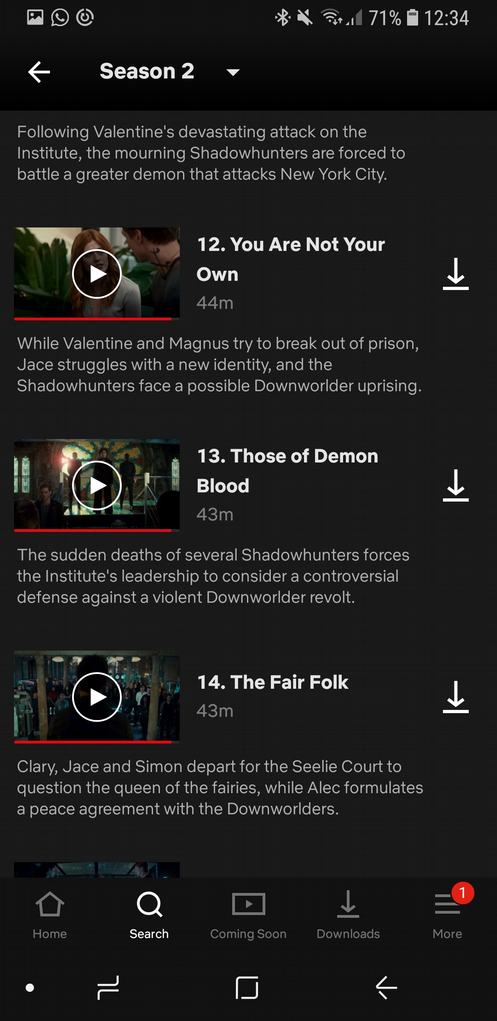 71% 12:34
Season 2
Following Valentine's devastating attack on the
Institute, the mourning Shadowhunters are forced to
battle a greater demon that attacks New York City.
12. You Are Not Your
Own
44m
While Valentine and Magnus try to break out of prison,
Jace struggles with a new identity, and the
Shadowhunters face a possible Downworlder uprising.
13. Those of Demon
Blood
43m
The sudden deaths of several Shadowhunters forces
the Institute's leadership to consider a controversial
defense against a violent Downworlder revolt.
14. The Fair Folk
43m
Clary, Jace and Simon depart for the Seelie Court to
question the queen of the fairies, while Alec formulates
a peace agreement with the Downworlders.
1
Home Search Coming Soon Downloads More